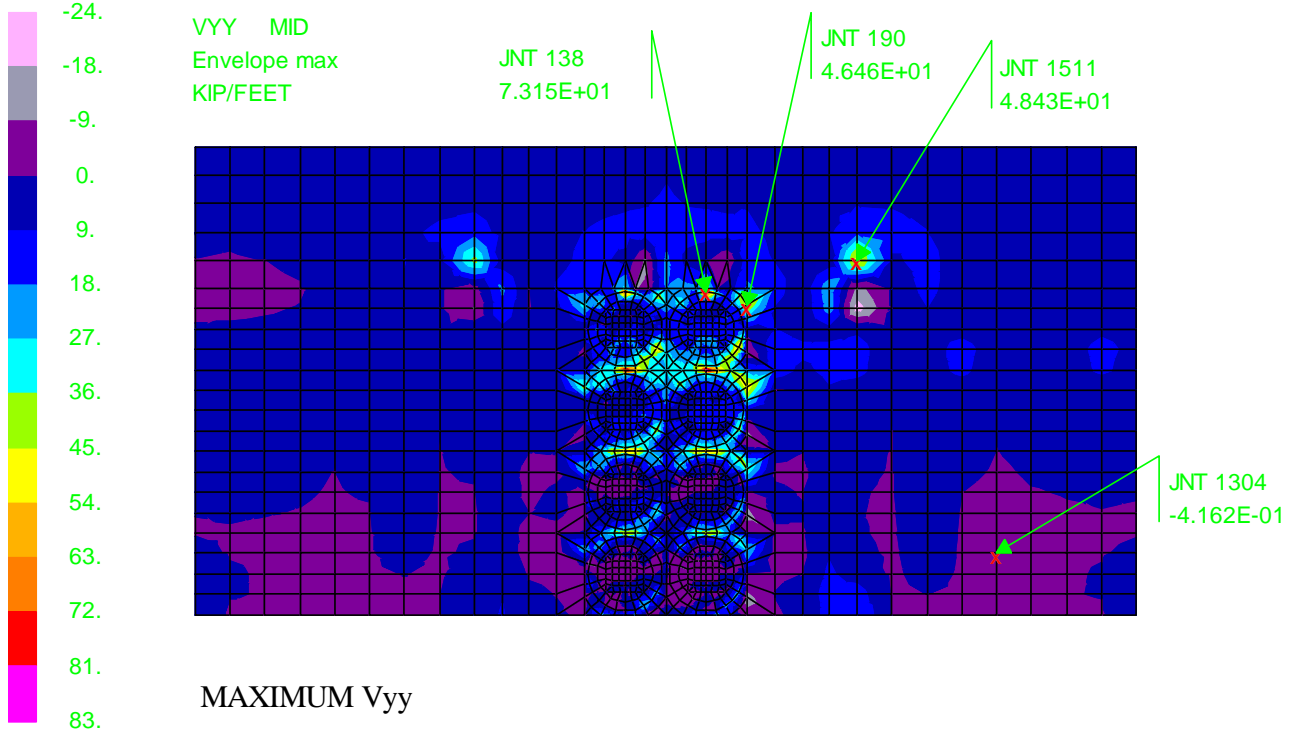 -24.
-18.
-9.
0.
9.
18.
27.
36.
45.
54.
63.
72.
81.
83.
VYY MID
Envelope max
KIP/FEET
JNT 138
7.315E+01
JNT 190
4.646E+01
JNT 1511
4.843E+01
JNT 1304
-4.162E-01
MAXIMUM Vyy